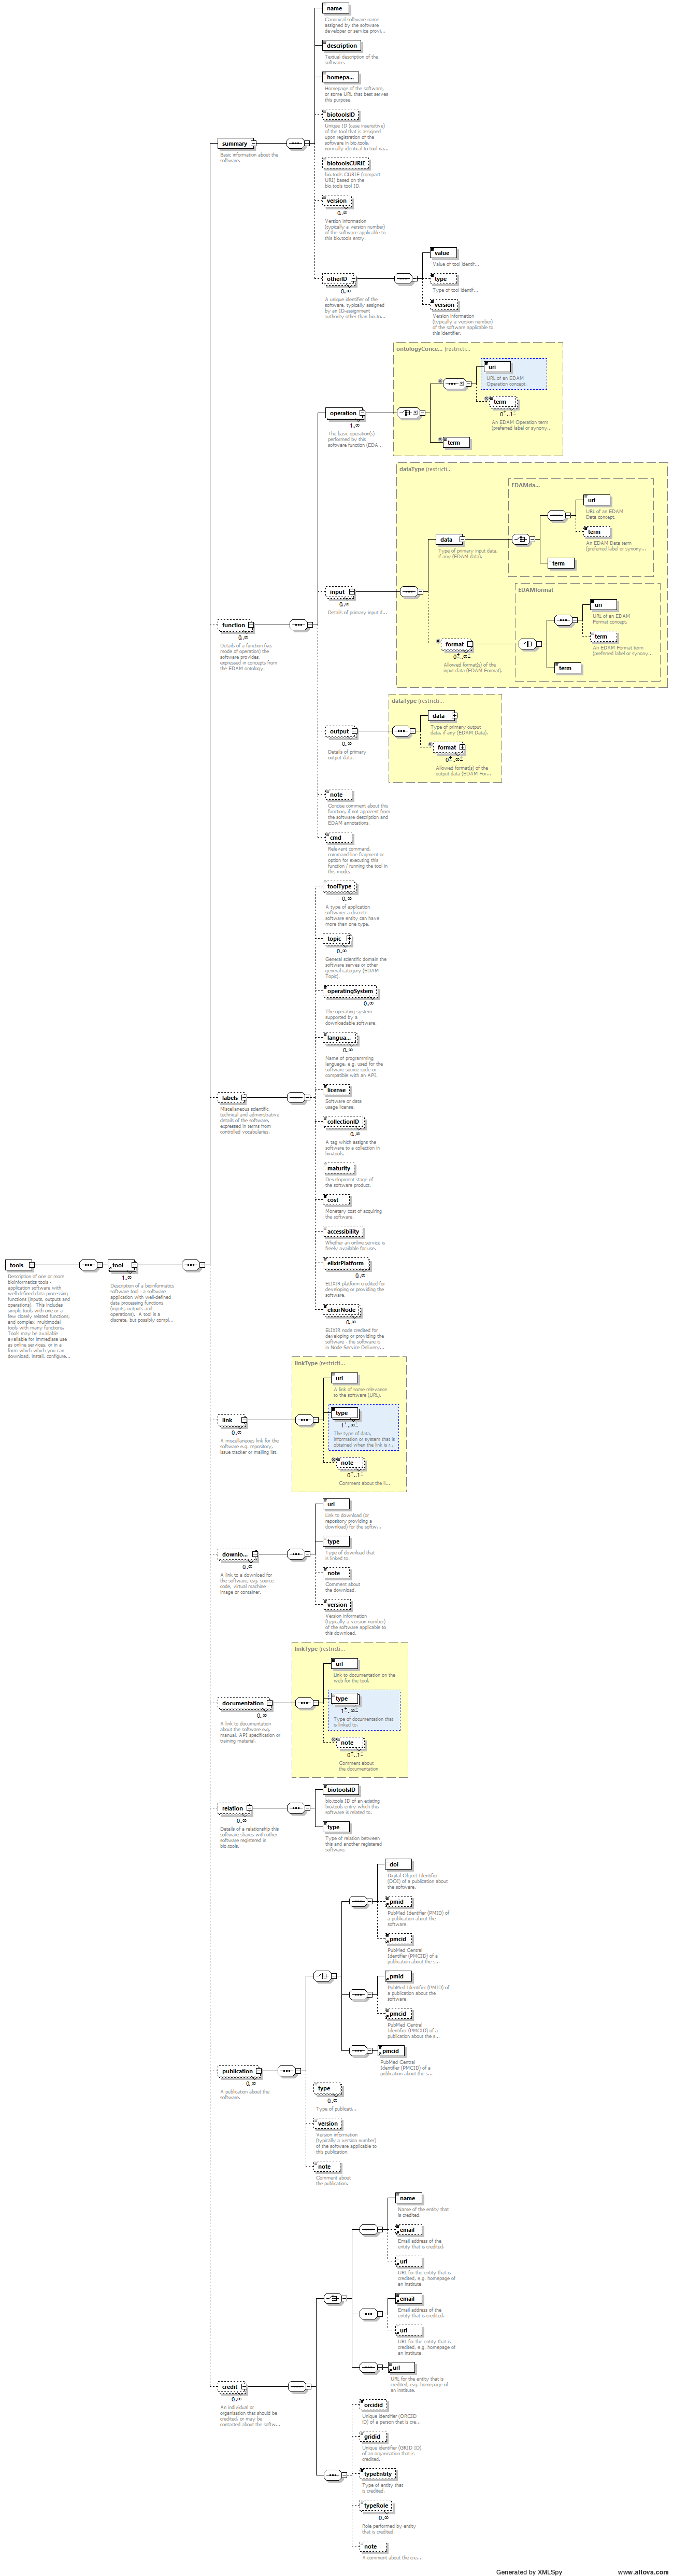 name
Canonical software name
assigned by the software
developer or service provi...
description
Textual description of the
software.
homepa...
Homepage of the software,
or some URL that best serves
this purpose.
biotoolsID
Unique ID (case insensitive)
of the tool that is assigned
upon registration of the
software in bio.tools,
normally identical to tool na...
biotoolsCURIE
bio.tools CURIE (compact
URI) based on the
bio.tools tool ID.
version
0..∞
Version information
(typically a version number)
of the software applicable to
this bio.tools entry.
summary
Basic information about the
software.
otherID
0..∞
A unique identifier of the
software, typically assigned
by an ID-assignment
authority other than bio.to...
value
Value of tool identif...
type
Type of tool identif...
version
Version information
(typically a version number)
of the software applicable to
this identifier.
ontologyConce... (restricti...
uri
URL of an EDAM
Operation concept.
term
0..1
An EDAM Operation term
(preferred label or synony...
term
operation
1..∞
The basic operation(s)
performed by this
software function (EDA...
dataType (restricti...
EDAMda...
uri
URL of an EDAM
Data concept.
term
An EDAM Data term
(preferred label or synony...
term
data
Type of primary input data,
if any (EDAM data).
input
0..∞
Details of primary input d...
EDAMformat
uri
URL of an EDAM
Format concept.
term
An EDAM Format term
(preferred label or synony...
term
format
0..∞
Allowed format(s) of the
input data (EDAM Format).
function
0..∞
Details of a function (i.e.
mode of operation) the
software provides,
expressed in concepts from
the EDAM ontology.
dataType (restricti...
data
Type of primary output
data, if any (EDAM Data).
format
0..∞
Allowed format(s) of the
output data (EDAM For...
output
0..∞
Details of primary
output data.
note
Concise comment about this
function, if not apparent from
the software description and
EDAM annotations.
cmd
Relevant command,
command-line fragment or
option for executing this
function / running the tool in
this mode.
toolType
0..∞
A type of application
software: a discrete
software entity can have
more than one type.
topic
0..∞
General scientific domain the
software serves or other
general category (EDAM
Topic).
operatingSystem
0..∞
The operating system
supported by a
downloadable software.
langua...
0..∞
Name of programming
language, e.g. used for the
software source code or
compatible with an API.
license
Software or data
usage license.
labels
Miscellaneous scientific,
technical and administrative
details of the software,
expressed in terms from
controlled vocabularies.
collectionID
0..∞
A tag which assigns the
software to a collection in
bio.tools.
maturity
Development stage of
the software product.
cost
Monetary cost of acquiring
the software.
accessibility
Whether an online service is
freely available for use.
elixirPlatform
0..∞
ELIXIR platform credited for
developing or providing the
software.
elixirNode
0..∞
ELIXIR node credited for
developing or providing the
software - the software is
in Node Service Delivery...
tools
Description of one or more
bioinformatics tools -
application software with
well-defined data processing
functions (inputs, outputs and
operations). This includes
simple tools with one or a
few closely related functions,
and complex, multimodal
tools with many functions.
Tools may be available
available for immediate use
as online services, or in a
form which which you can
download, install, configure...
tool
1..∞
Description of a bioinformatics
software tool - a software
application with well-defined
data processing functions
(inputs, outputs and
operations). A tool is a
discrete, but possibly compl...
linkType (restricti...
url
A link of some relevance
to the software (URL).
type
1..∞
The type of data,
information or system that is
obtained when the link is r...
note
0..1
Comment about the li...
link
0..∞
A miscellaneous link for the
software e.g. repository,
issue tracker or mailing list.
url
Link to download (or
repository providing a
download) for the softw...
type
Type of download that
is linked to.
note
Comment about
the download.
version
Version information
(typically a version number)
of the software applicable to
this download.
downlo...
0..∞
A link to a download for
the software, e.g. source
code, virtual machine
image or container.
linkType (restricti...
url
Link to documentation on the
web for the tool.
type
1..∞
Type of documentation that
is linked to.
note
0..1
Comment about
the documentation.
documentation
0..∞
A link to documentation
about the software e.g.
manual, API specification or
training material.
biotoolsID
bio.tools ID of an existing
bio.tools entry which this
software is related to.
type
Type of relation between
this and another registered
software.
relation
0..∞
Details of a relationship this
software shares with other
software registered in
bio.tools.
doi
Digital Object Identifier
(DOI) of a publication about
the software.
pmid
PubMed Identifier (PMID) of
a publication about the
software.
pmcid
PubMed Central
Identifier (PMCID) of a
publication about the s...
pmid
PubMed Identifier (PMID) of
a publication about the
software.
pmcid
PubMed Central
Identifier (PMCID) of a
publication about the s...
pmcid
PubMed Central
Identifier (PMCID) of a
publication about the s...
publication
0..∞
A publication about the
software.
type
0..∞
Type of publicati...
version
Version information
(typically a version number)
of the software applicable to
this publication.
note
Comment about
the publication.
name
Name of the entity that
is credited.
email
Email address of the
entity that is credited.
url
URL for the entity that is
credited, e.g. homepage of
an institute.
email
Email address of the
entity that is credited.
url
URL for the entity that is
credited, e.g. homepage of
an institute.
url
URL for the entity that is
credited, e.g. homepage of
an institute.
credit
0..∞
An individual or
organisation that should be
credited, or may be
contacted about the softw...
orcidid
Unique identifier (ORCID
iD) of a person that is cre...
gridid
Unique identifier (GRID ID)
of an organisation that is
credited.
typeEntity
Type of entity that
is credited.
typeRole
0..∞
Role performed by entity
that is credited.
note
A comment about the cre...
Generated by XMLSpy
www.altova.com